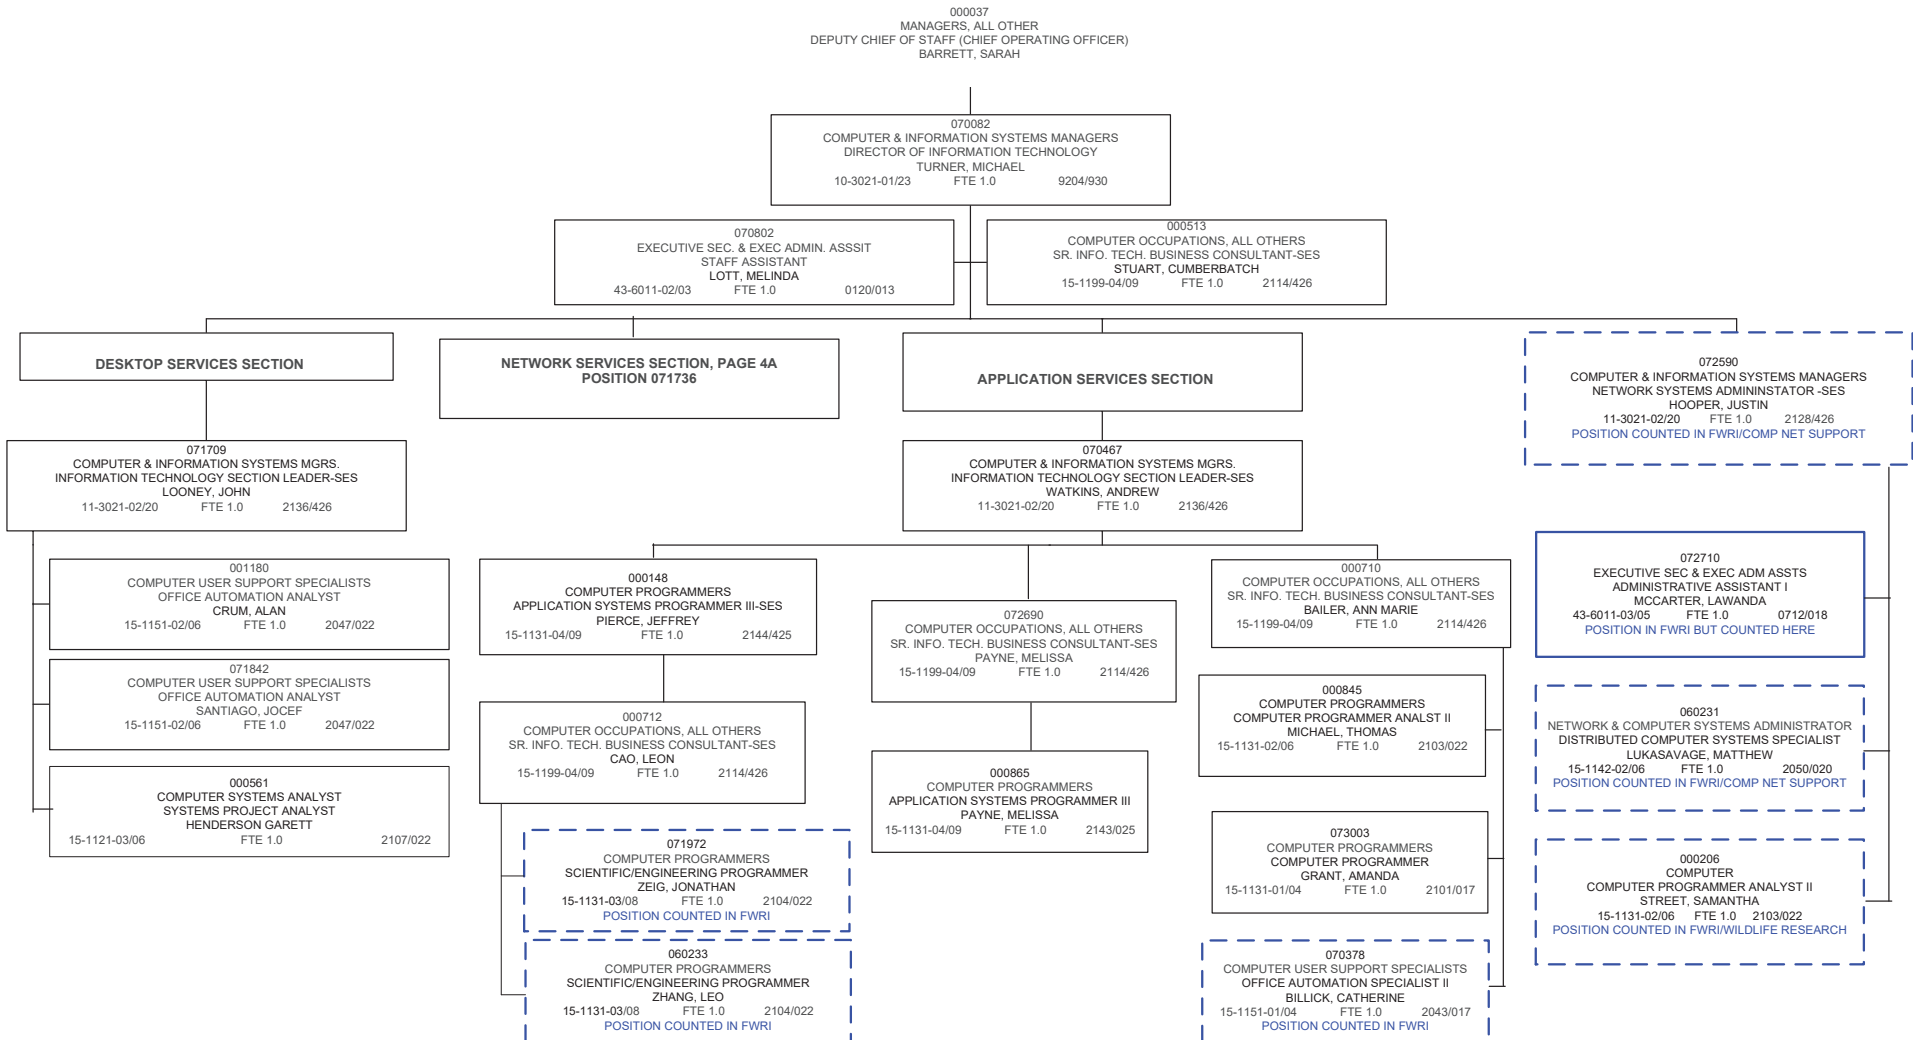 000037
MANAGERS, ALL OTHER
DEPUTY CHIEF OF STAFF (CHIEF OPERATING OFFICER)
BARRETT, SARAH
070082
COMPUTER & INFORMATION SYSTEMS MANAGERS
DIRECTOR OF INFORMATION TECHNOLOGY
TURNER, MICHAEL
10-3021-01/23 FTE 1.0 9204/930
070802
EXECUTIVE SEC. & EXEC ADMIN. ASSSIT
STAFF ASSISTANT
LOTT, MELINDA
43-6011-02/03 FTE 1.0 0120/013
000513
COMPUTER OCCUPATIONS, ALL OTHERS
SR. INFO. TECH. BUSINESS CONSULTANT-SES
STUART, CUMBERBATCH
15-1199-04/09 FTE 1.0 2114/426
DESKTOP SERVICES SECTION
NETWORK SERVICES SECTION, PAGE 4A
POSITION 071736
APPLICATION SERVICES SECTION
072590
COMPUTER & INFORMATION SYSTEMS MANAGERS
NETWORK SYSTEMS ADMININSTATOR -SES
HOOPER, JUSTIN
11-3021-02/20 FTE 1.0 2128/426
POSITION COUNTED IN FWRI/COMP NET SUPPORT
071709
COMPUTER & INFORMATION SYSTEMS MGRS.
INFORMATION TECHNOLOGY SECTION LEADER-SES
LOONEY, JOHN
11-3021-02/20 FTE 1.0 2136/426
070467
COMPUTER & INFORMATION SYSTEMS MGRS.
INFORMATION TECHNOLOGY SECTION LEADER-SES
WATKINS, ANDREW
11-3021-02/20 FTE 1.0 2136/426
001180
COMPUTER USER SUPPORT SPECIALISTS
OFFICE AUTOMATION ANALYST
CRUM, ALAN
15-1151-02/06 FTE 1.0 2047/022
071842
COMPUTER USER SUPPORT SPECIALISTS
OFFICE AUTOMATION ANALYST
SANTIAGO, JOCEF
15-1151-02/06 FTE 1.0 2047/022
000561
COMPUTER SYSTEMS ANALYST
SYSTEMS PROJECT ANALYST
HENDERSON GARETT
15-1121-03/06 FTE 1.0 2107/022
000148
COMPUTER PROGRAMMERS
APPLICATION SYSTEMS PROGRAMMER III-SES
PIERCE, JEFFREY
15-1131-04/09 FTE 1.0 2144/425
000712
COMPUTER OCCUPATIONS, ALL OTHERS
SR. INFO. TECH. BUSINESS CONSULTANT-SES
CAO, LEON
15-1199-04/09 FTE 1.0 2114/426
071972
COMPUTER PROGRAMMERS
SCIENTIFIC/ENGINEERING PROGRAMMER
ZEIG, JONATHAN
15-1131-03/08 FTE 1.0 2104/022
POSITION COUNTED IN FWRI
060233
COMPUTER PROGRAMMERS
SCIENTIFIC/ENGINEERING PROGRAMMER
ZHANG, LEO
15-1131-03/08 FTE 1.0 2104/022
POSITION COUNTED IN FWRI
072690
COMPUTER OCCUPATIONS, ALL OTHERS
SR. INFO. TECH. BUSINESS CONSULTANT-SES
PAYNE, MELISSA
15-1199-04/09 FTE 1.0 2114/426
000865
COMPUTER PROGRAMMERS
APPLICATION SYSTEMS PROGRAMMER III
PAYNE, MELISSA
15-1131-04/09 FTE 1.0 2143/025
000710
COMPUTER OCCUPATIONS, ALL OTHERS
SR. INFO. TECH. BUSINESS CONSULTANT-SES
BAILER, ANN MARIE
15-1199-04/09 FTE 1.0 2114/426
000845
COMPUTER PROGRAMMERS
COMPUTER PROGRAMMER ANALST II
MICHAEL, THOMAS
15-1131-02/06 FTE 1.0 2103/022
073003
COMPUTER PROGRAMMERS
COMPUTER PROGRAMMER
GRANT, AMANDA
15-1131-01/04 FTE 1.0 2101/017
070378
COMPUTER USER SUPPORT SPECIALISTS
OFFICE AUTOMATION SPECIALIST II
BILLICK, CATHERINE
15-1151-01/04 FTE 1.0 2043/017
POSITION COUNTED IN FWRI
072710
EXECUTIVE SEC & EXEC ADM ASSTS
ADMINISTRATIVE ASSISTANT I
MCCARTER, LAWANDA
43-6011-03/05 FTE 1.0 0712/018
POSITION IN FWRI BUT COUNTED HERE
060231
NETWORK & COMPUTER SYSTEMS ADMINISTRATOR
DISTRIBUTED COMPUTER SYSTEMS SPECIALIST
LUKASAVAGE, MATTHEW
15-1142-02/06 FTE 1.0 2050/020
POSITION COUNTED IN FWRI/COMP NET SUPPORT
000206
COMPUTER
COMPUTER PROGRAMMER ANALYST II
STREET, SAMANTHA
15-1131-02/06 FTE 1.0 2103/022
POSITION COUNTED IN FWRI/WILDLIFE RESEARCH